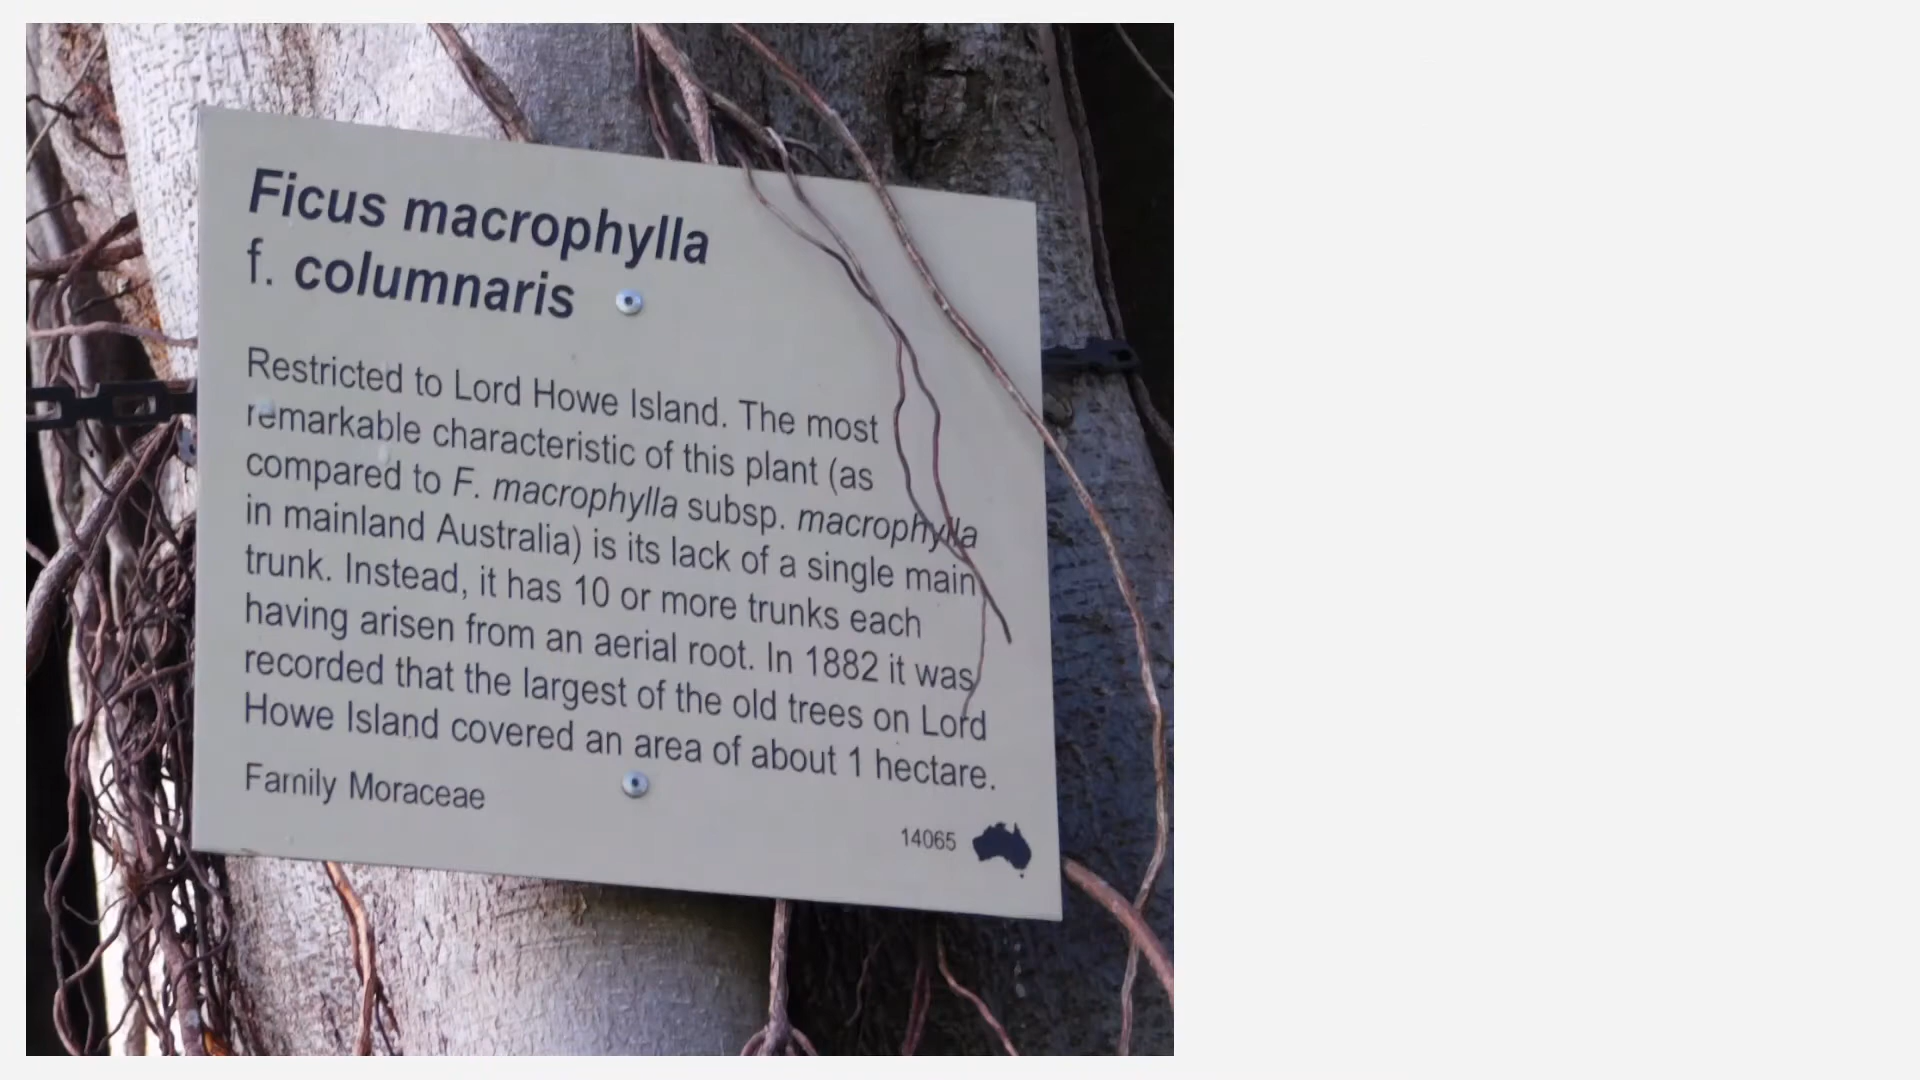 Ficus macrophylla
f. columnaris
Restricted to Lord Howe Island. The most
remarkable characteristic of this plant (as
compared to F. macrophylla subsp. macrophylla
in mainland Australia) is its lack of a single main
trunk. Instead, it has 10 or more trunks each
having arisen from an aerial root. In 1882 it was
recorded that the largest of the old trees on Lord
Howe Island covered an area of about 1 hectare.
Family Moraceae
14065